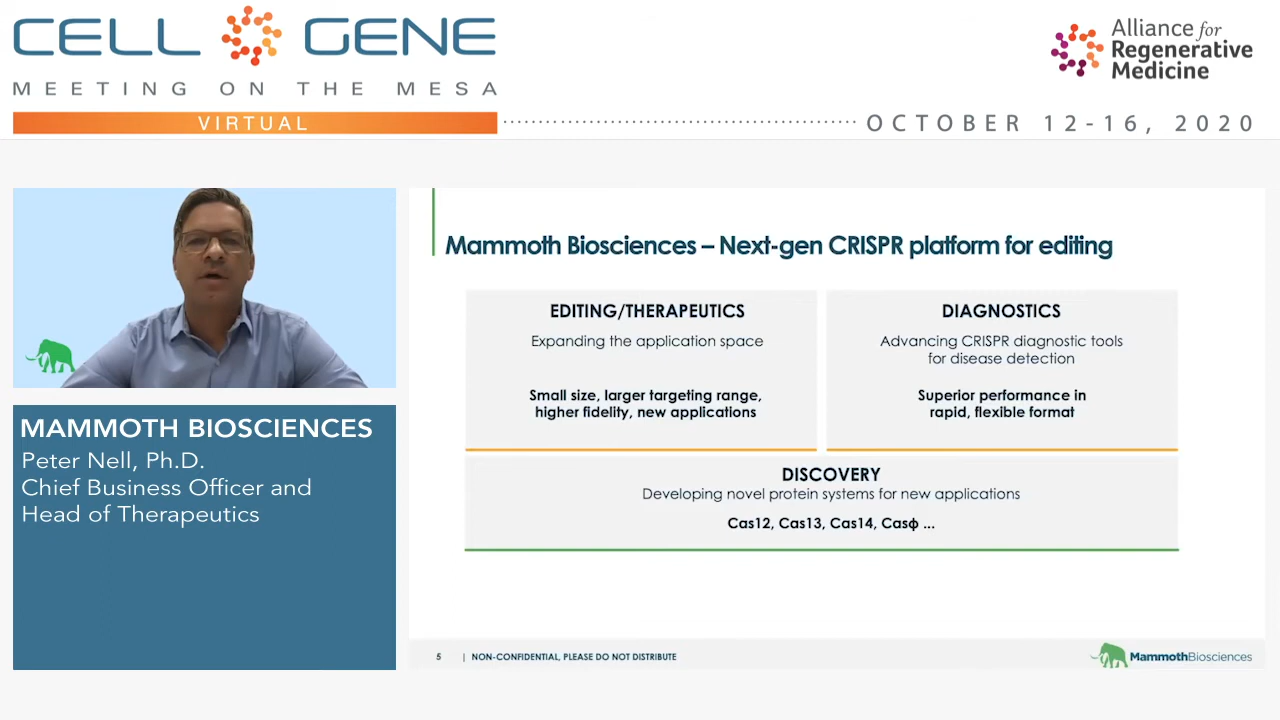 CELL GENE
MEETING ON THE MESA
VIRTUAL
Alliance for
Regenerative
Medicine
OCTOBER 12-16, 2020
MAMMOTH BIOSCIENCES
Peter Nell, Ph.D.
Chief Business Officer and
Head of Therapeutics
Mammoth Biosciences – Next-gen CRISPR platform for editing
EDITING/THERAPEUTICS
Expanding the application space
Small size, larger targeting range,
higher fidelity, new applications
DIAGNOSTICS
Advancing CRISPR diagnostic tools
for disease detection
Superior performance in
rapid, flexible format
DISCOVERY
Developing novel protein systems for new applications
Cas12, Cas13, Cas14, Casϕ ...
5 | NON-CONFIDENTIAL, PLEASE DO NOT DISTRIBUTE
MammothBiosciences